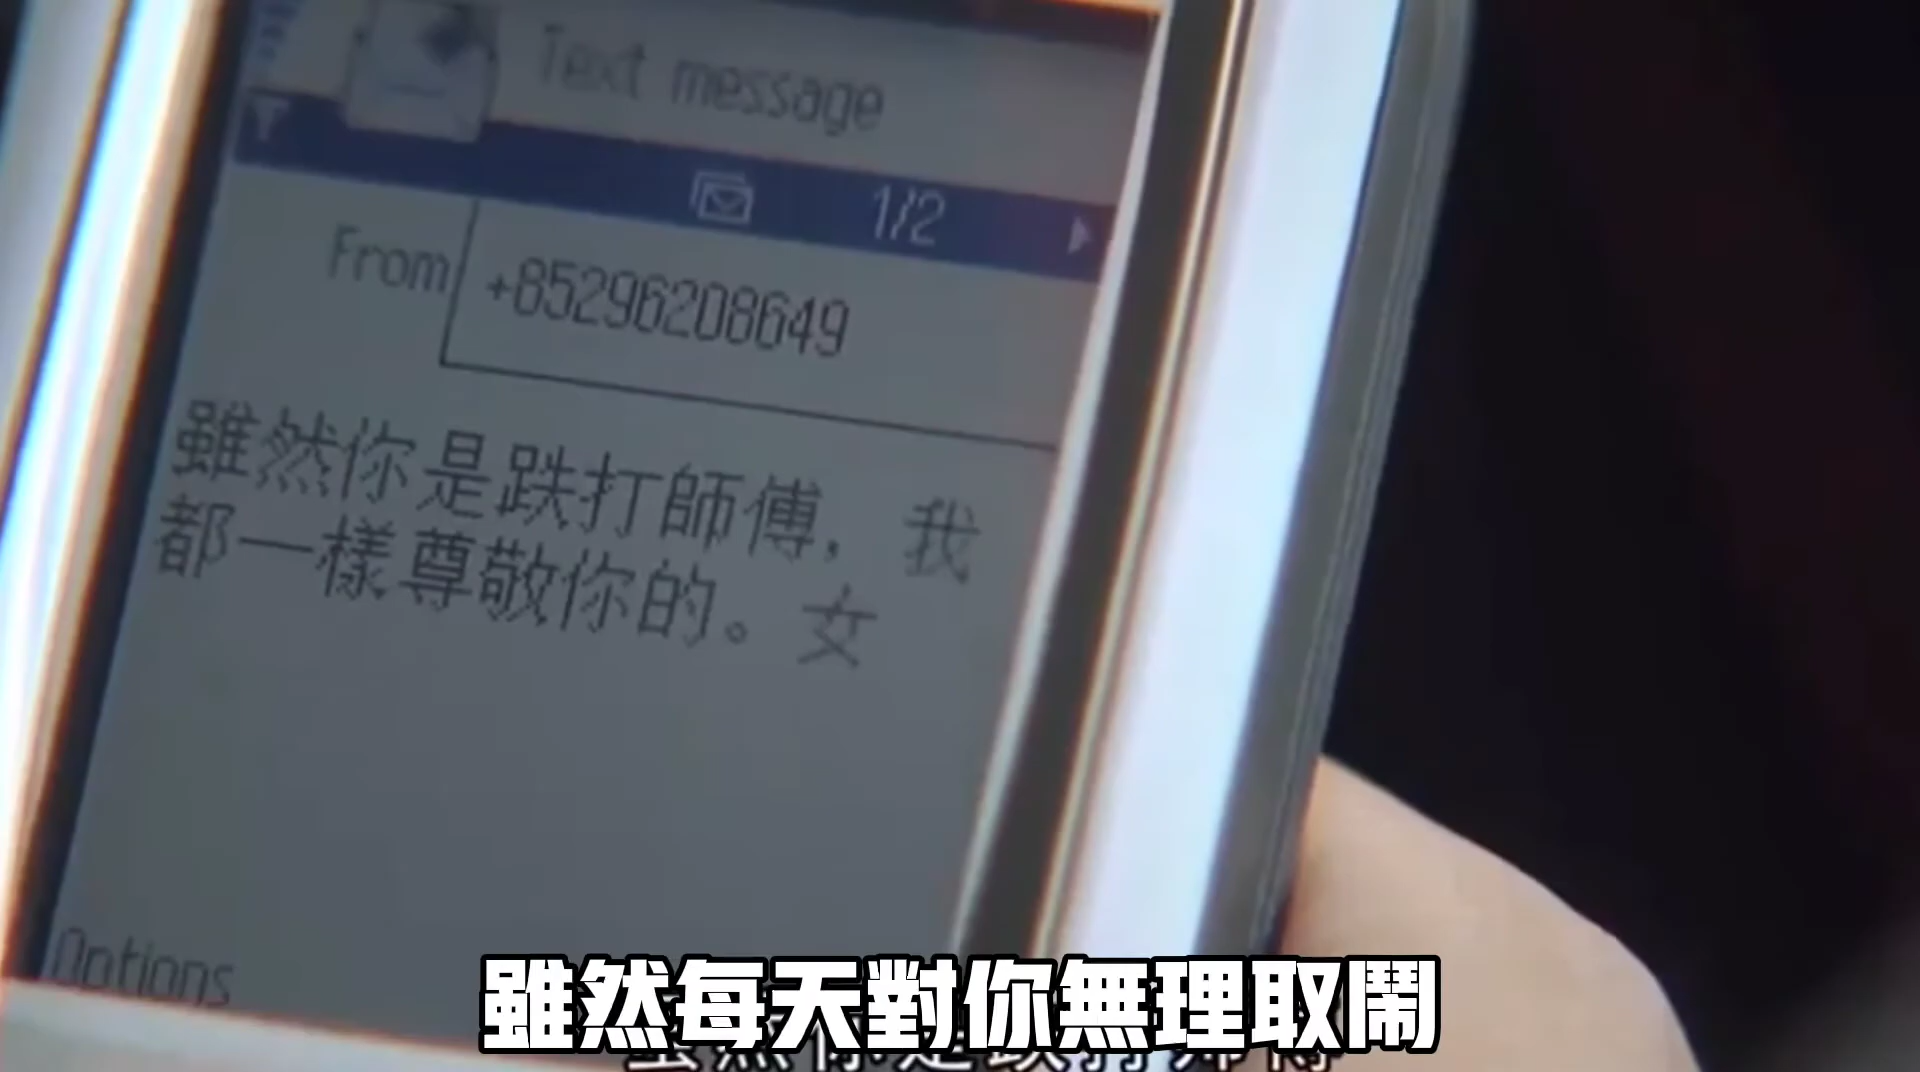 Text message
1/2
From
+85296208649
雖然你是跌打師傅，我
都一樣尊敬你的。女
Options
雖然每天對你無理取鬧